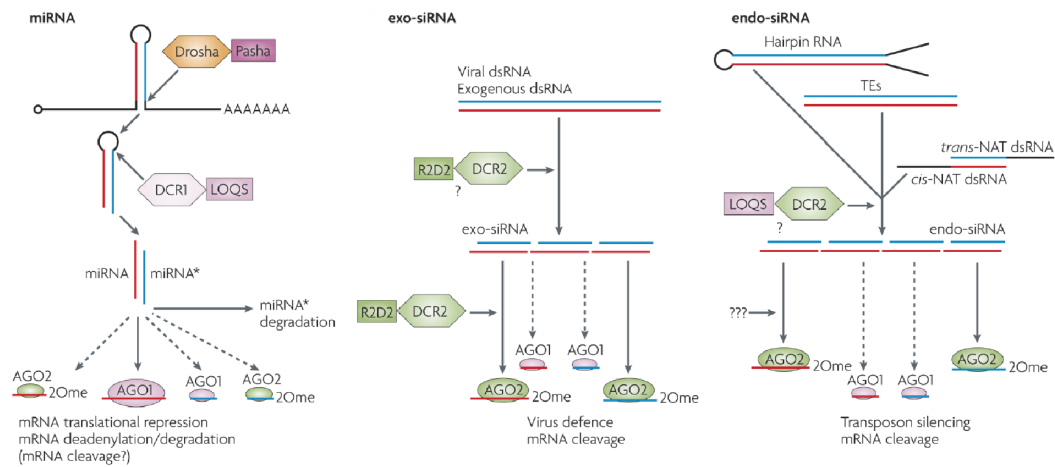 miRNA
Drosha
Pasha
AAAAAAA
DCR1
LOQS
miRNA
miRNA*
miRNA*
degradation
AGO2
2Ome
AGO1
AGO1
AGO2
2Ome
mRNA translational repression
mRNA deadenylation/degradation
(mRNA cleavage?)
exo-siRNA
Viral dsRNA
Exogenous dsRNA
R2D2
DCR2
?
exo-siRNA
R2D2
DCR2
AGO1
AGO1
AGO2
2Ome
AGO2
2Ome
Virus defence
mRNA cleavage
endo-siRNA
Hairpin RNA
TEs
trans-NAT dsRNA
cis-NAT dsRNA
LOQS
DCR2
?
endo-siRNA
???
AGO2
2Ome
AGO1
AGO1
AGO2
2Ome
Transposon silencing
mRNA cleavage